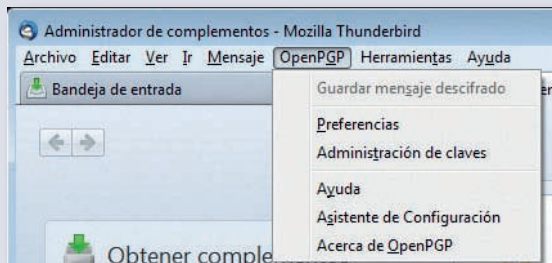 Administrador de complementos - Mozilla Thunderbird
Archivo Editar Ver Ir Mensaje OpenPGP Herramientas Ayuda
Bandeja de entrada
Guardar mensaje descifrado
Preferencias
Administración de claves
Ayuda
Asistente de Configuración
Acerca de OpenPGP
Obtener